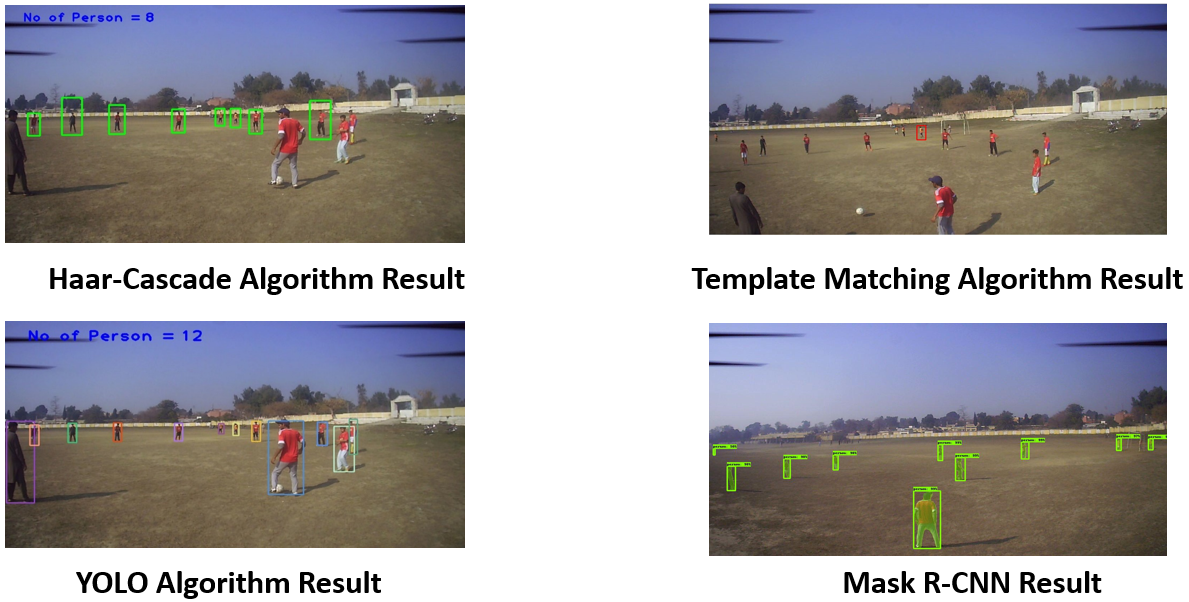 No of Person = 8
Haar-Cascade Algorithm Result
Template Matching Algorithm Result
No of Person = 12
YOLO Algorithm Result
Mask R-CNN Result